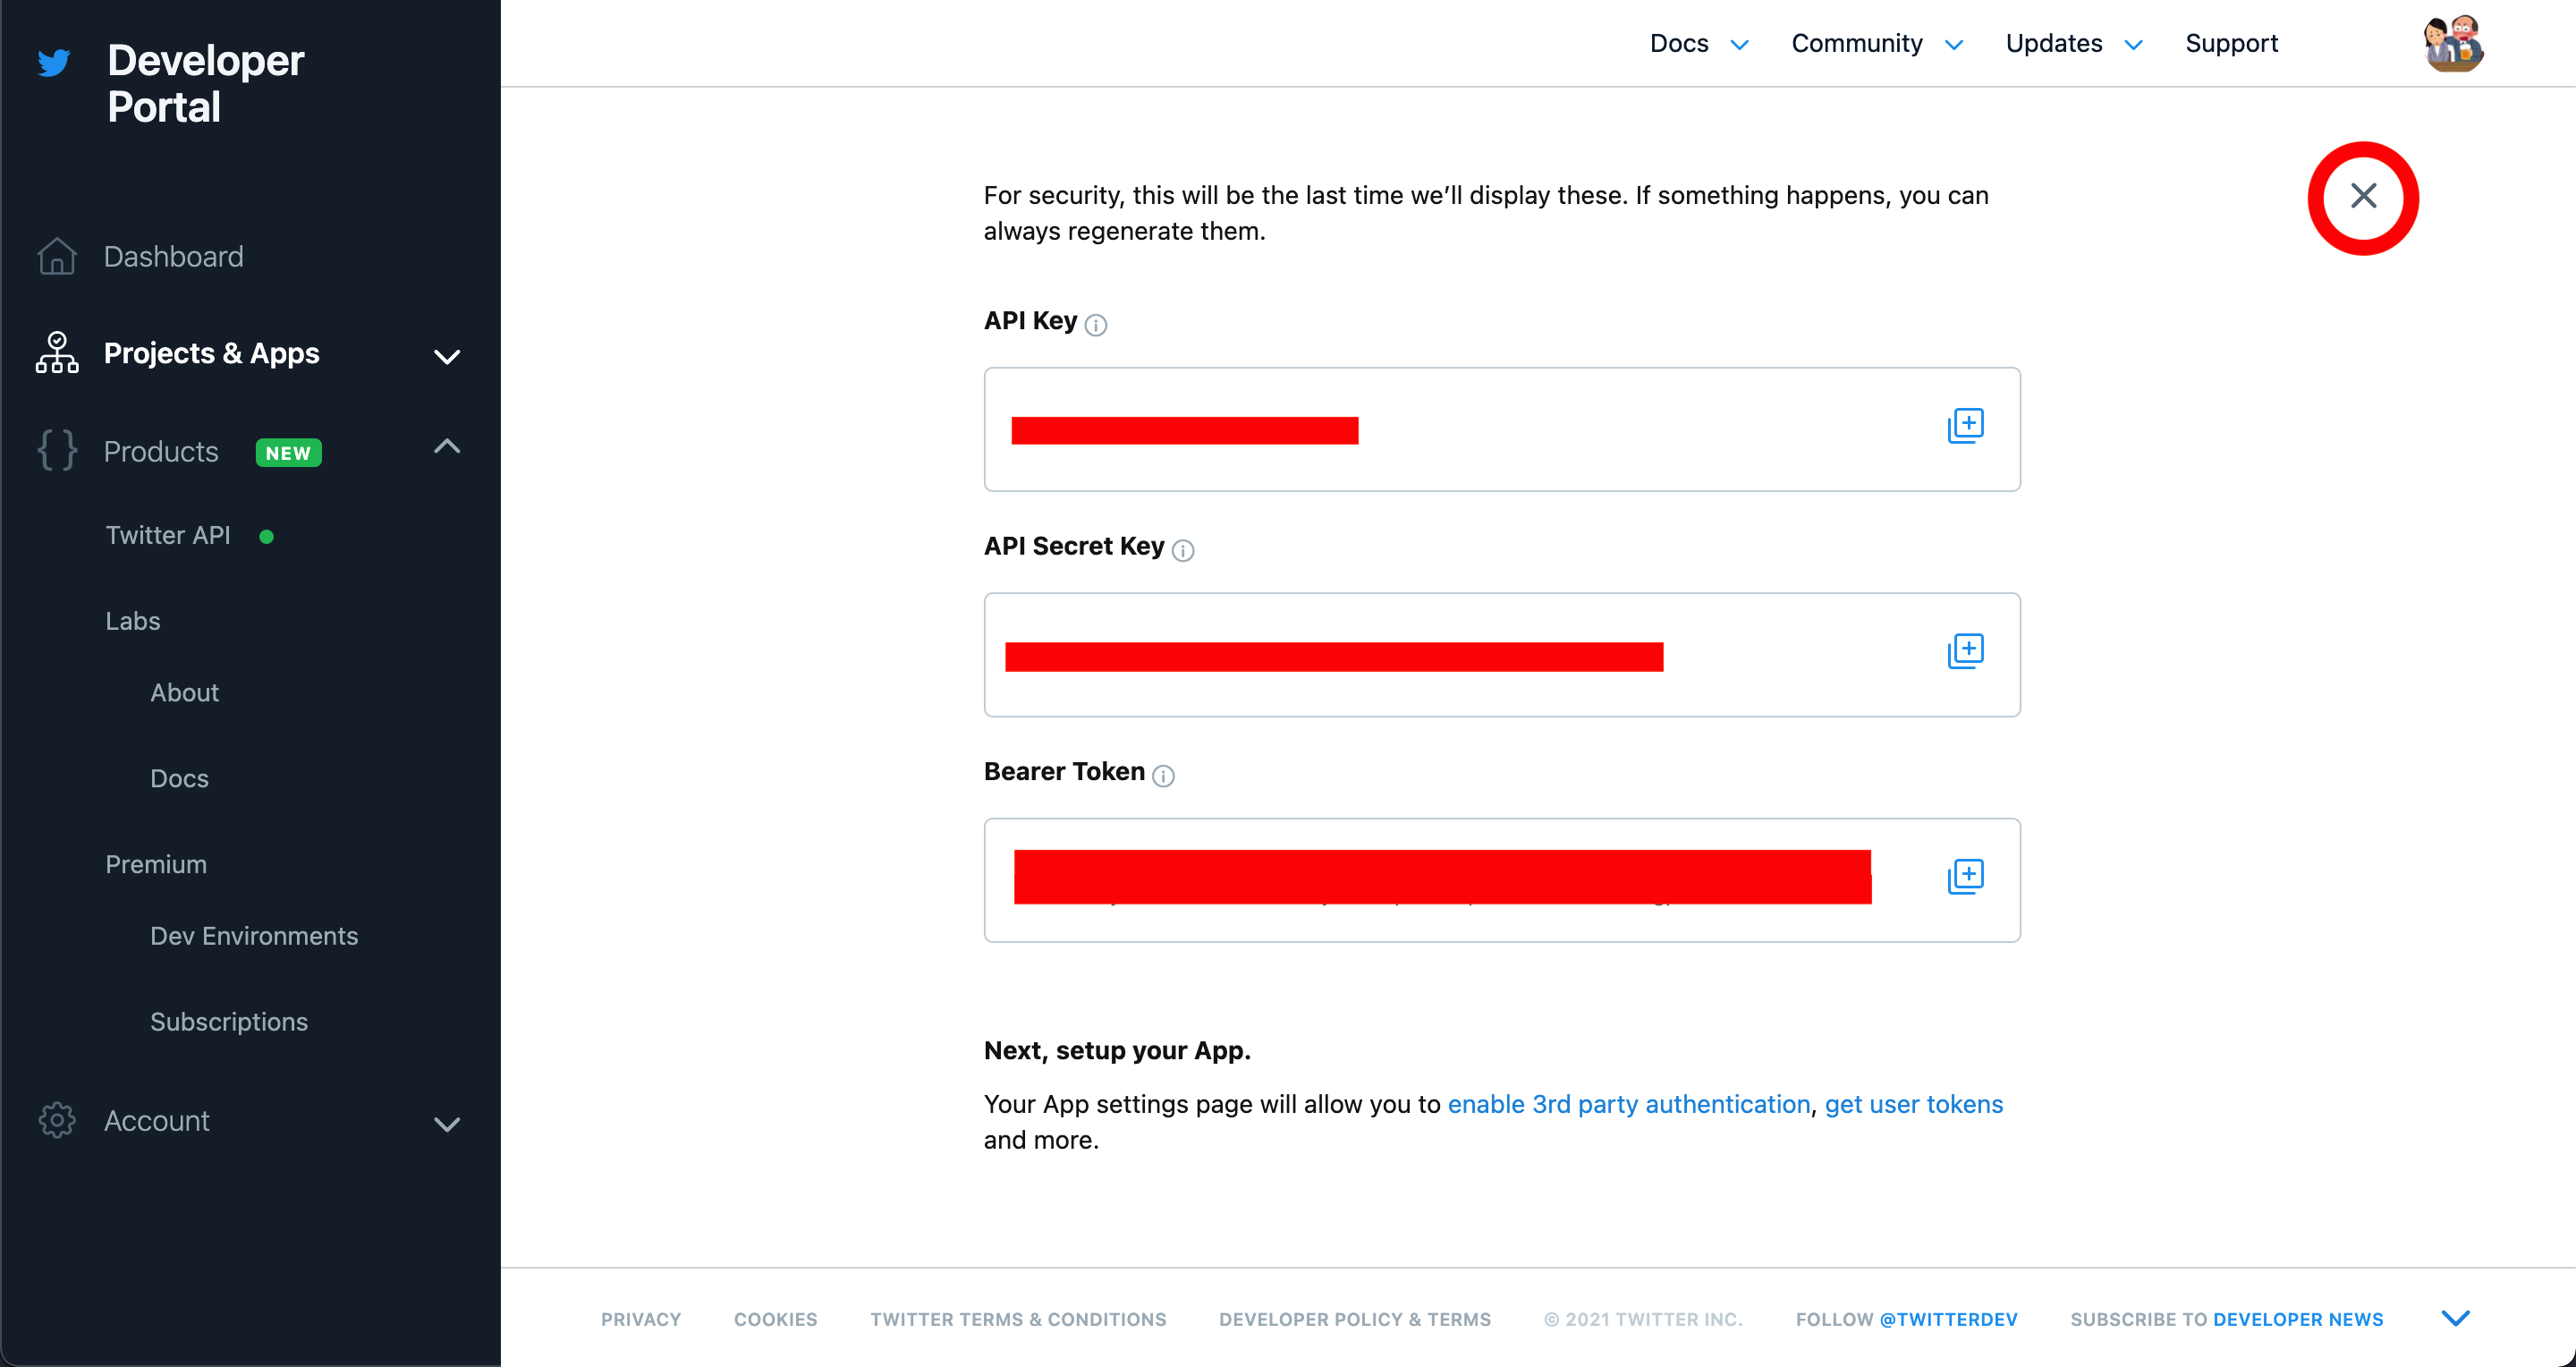 Developer
Portal
Dashboard
Projects & Apps
Products NEW
Twitter API
Labs
About
Docs
Premium
Dev Environments
Subscriptions
Account
Docs Community Updates Support
For security, this will be the last time we’ll display these. If something happens, you can
always regenerate them.
API Key
API Secret Key
Bearer Token
Next, setup your App.
Your App settings page will allow you to enable 3rd party authentication, get user tokens
and more.
PRIVACY COOKIES TWITTER TERMS & CONDITIONS DEVELOPER POLICY & TERMS © 2021 TWITTER INC. FOLLOW @TWITTERDEV SUBSCRIBE TO DEVELOPER NEWS